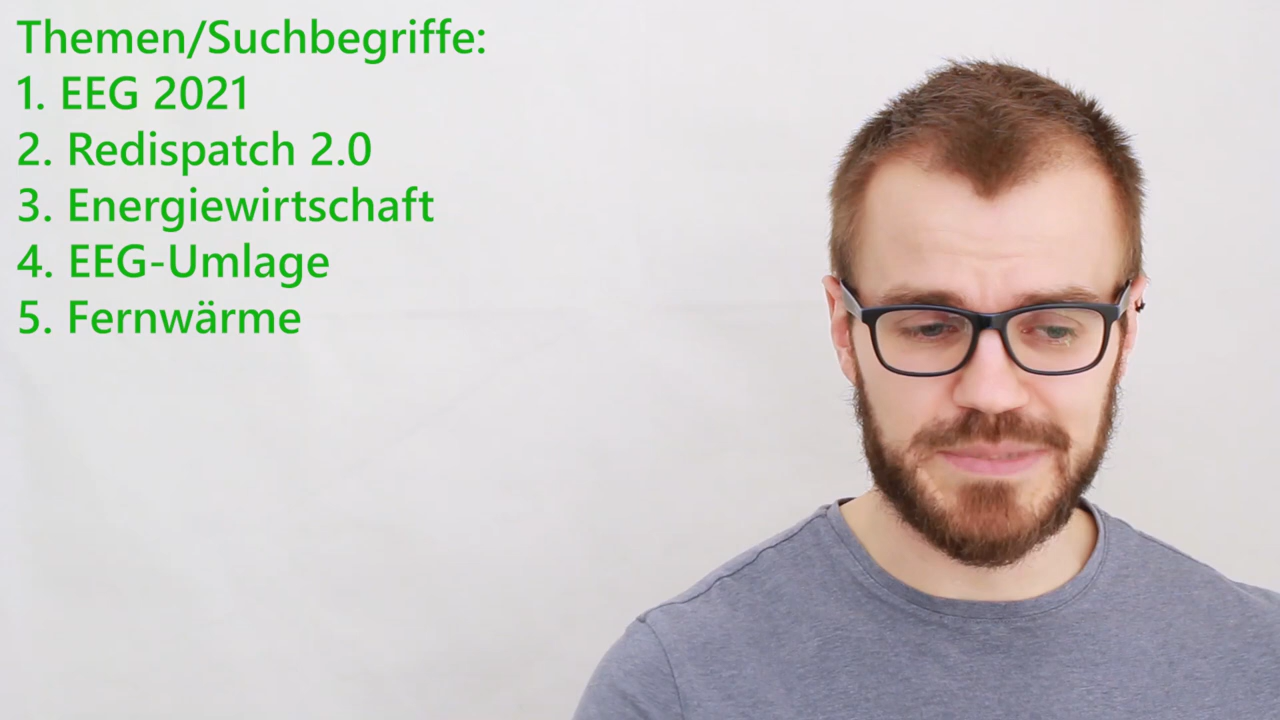 Themen/Suchbegriffe:
1. EEG 2021
2. Redispatch 2.0
3. Energiewirtschaft
4. EEG-Umlage
5. Fernwärme